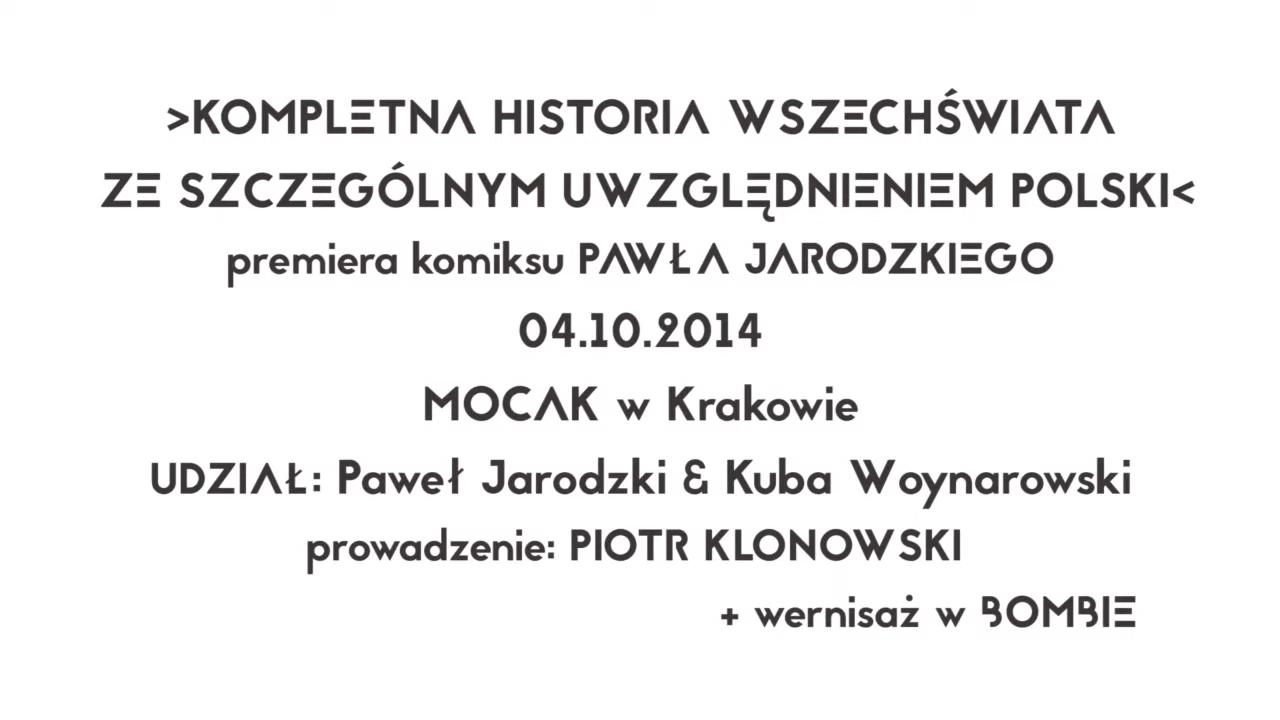 >KOMPLETNA HISTORIA WSZECHŚWIATA
ZE SZCZEGÓLNYM UWZGLĘDNIENIEM POLSKI<
premiera komiksu PAWŁA JARODZKIEGO
04.10.2014
MOCAK w Krakowie
UDZIAŁ: Paweł Jarodzki & Kuba Woynarowski
prowadzenie: PIOTR KLONOWSKI
+ wernisaż w BOMBIE